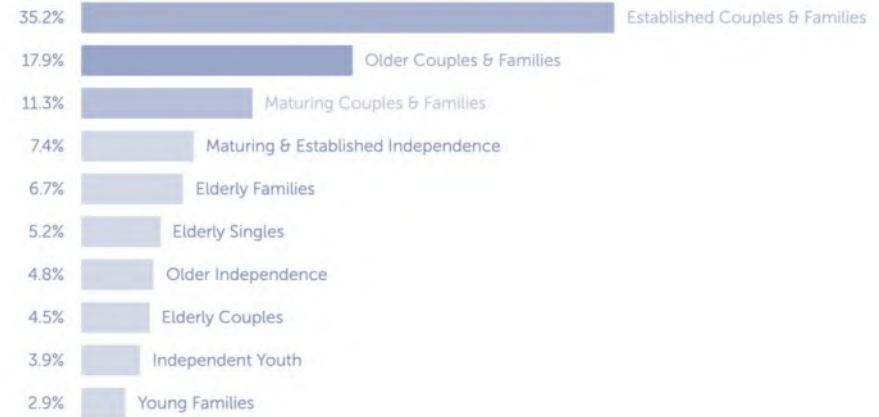 35.2% Established Couples & Families
17.9% Older Couples & Families
11.3% Maturing Couples & Families
7.4% Maturing & Established Independence
6.7% Elderly Families
5.2% Elderly Singles
4.8% Older Independence
4.5% Elderly Couples
3.9% Independent Youth
2.9% Young Families